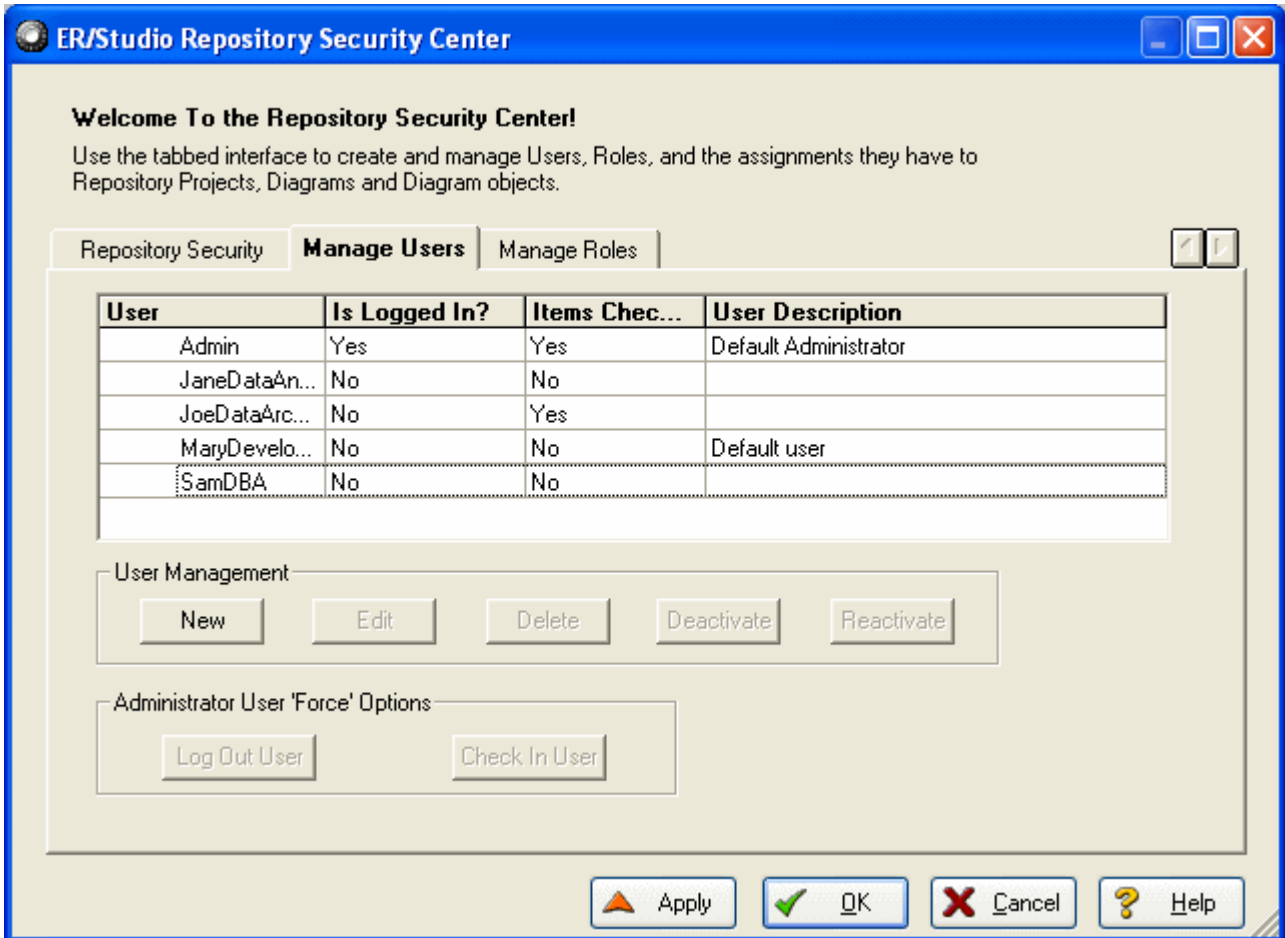 ER/Studio Repository Security Center
Welcome To the Repository Security Center!
Use the tabbed interface to create and manage Users, Roles, and the assignments they have to
Repository Projects, Diagrams and Diagram objects.
Repository Security Manage Users Manage Roles
User Is Logged In? Items Chec... User Description
Admin Yes Yes Default Administrator
JaneDataAn... No No
JoeDataArc... No Yes
MaryDevelo... No No Default user
SamDBA No No
User Management
New Edit Delete Deactivate Reactivate
Administrator User 'Force' Options
Log Out User Check In User
Apply OK Cancel Help